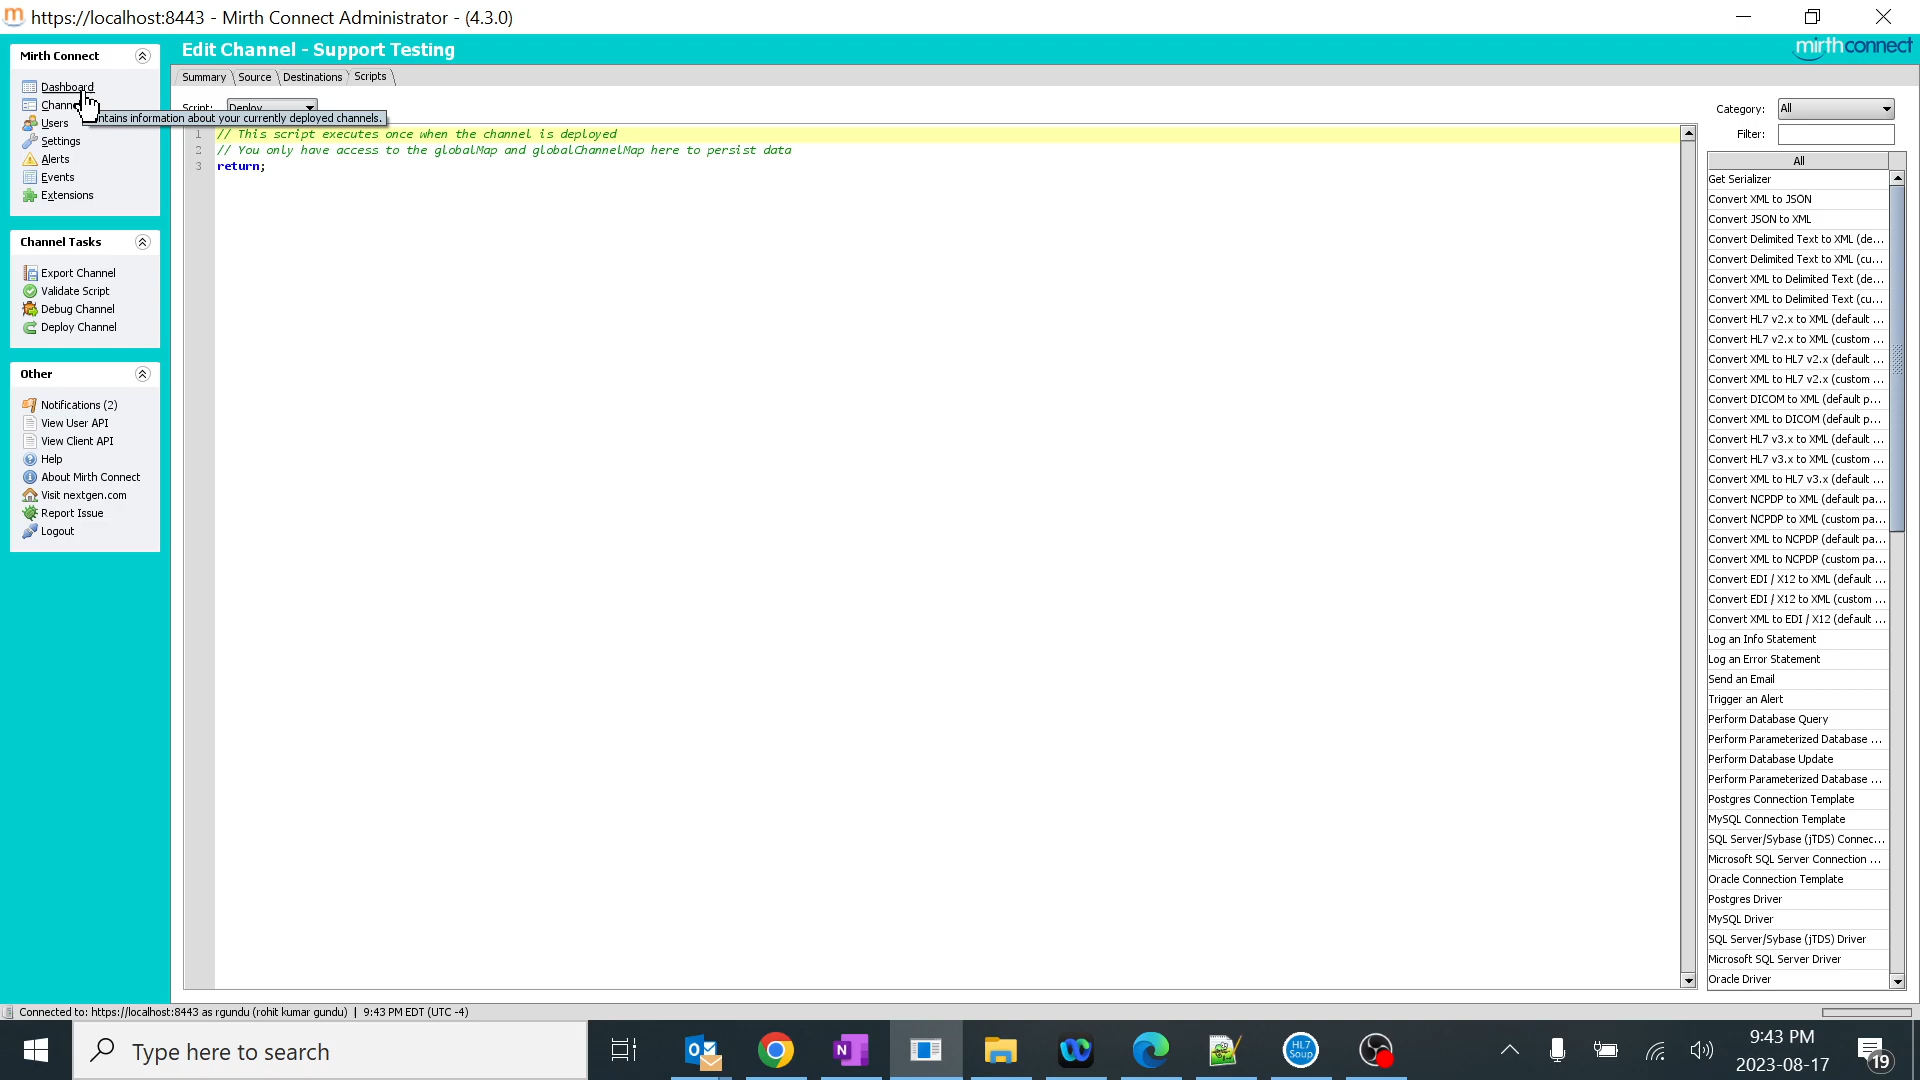 https://localhost:8443 - Mirth Connect Administrator - (4.3.0)
Mirth Connect
Dashboard
Users
Settings
Alerts
Events
Extensions
Channel Tasks
Export Channel
Validate Script
Debug Channel
Deploy Channel
Other
Notifications (2)
View User API
View Client API
Help
About Mirth Connect
Visit nextgen.com
Report Issue
Logout
Edit Channel - Support Testing
mirthconnect
Summary Source Destinations Scripts
Script: Deploy
information about your currently deployed channels.
1 // This script executes once when the channel is deployed
2 // You only have access to the globalMap and globalChannelMap here to persist data
3 return;
Category: All
Filter:
All
Get Serializer
Convert XML to JSON
Convert JSON to XML
Convert Delimited Text to XML (de...
Convert Delimited Text to XML (cu...
Convert XML to Delimited Text (de...
Convert XML to Delimited Text (cu...
Convert HL7 v2.x to XML (default ...
Convert HL7 v2.x to XML (custom ...
Convert XML to HL7 v2.x (default ...
Convert XML to HL7 v2.x (custom ...
Convert DICOM to XML (default p...
Convert XML to DICOM (default p...
Convert HL7 v3.x to XML (default ...
Convert HL7 v3.x to XML (custom ...
Convert XML to HL7 v3.x (default ...
Convert NCPDP to XML (default pa...
Convert NCPDP to XML (custom pa...
Convert XML to NCPDP (default pa...
Convert XML to NCPDP (custom pa...
Convert EDI / X12 to XML (default ...
Convert EDI / X12 to XML (custom ...
Convert XML to EDI / X12 (default ...
Log an Info Statement
Log an Error Statement
Send an Email
Trigger an Alert
Perform Database Query
Perform Parameterized Database ...
Perform Database Update
Perform Parameterized Database ...
Postgres Connection Template
MySQL Connection Template
SQL Server/Sybase (jTDS) Connec...
Microsoft SQL Server Connection ...
Oracle Connection Template
Postgres Driver
MySQL Driver
SQL Server/Sybase (jTDS) Driver
Microsoft SQL Server Driver
Oracle Driver
Connected to: https://localhost:8443 as rgundu (rohit kumar gundu) | 9:43 PM EDT (UTC -4)
Type here to search
HL7
Soup
9:43 PM
2023-08-17
19